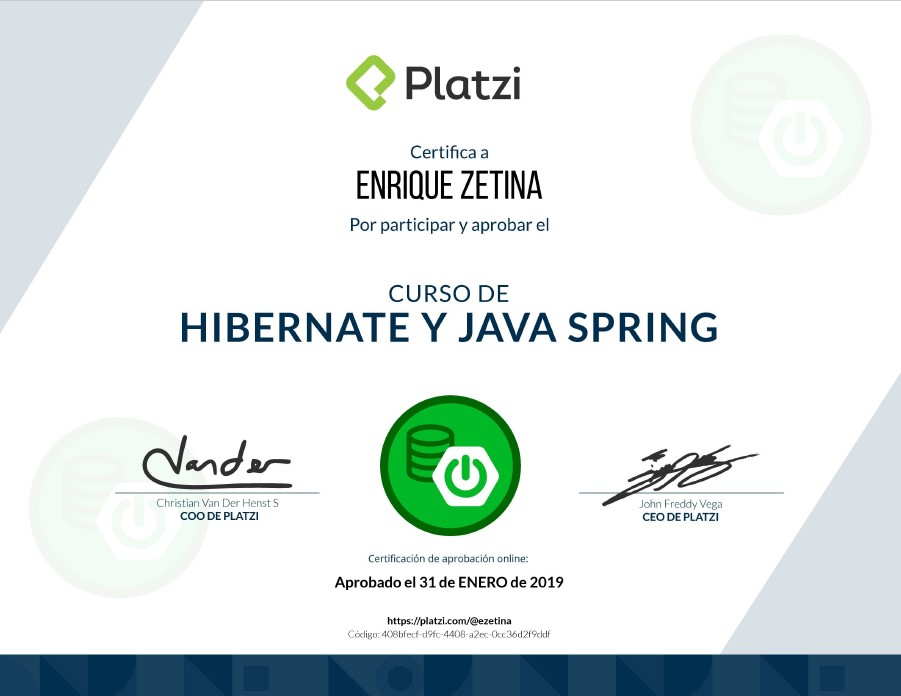 Platzi
Certifica a
ENRIQUE ZETINA
Por participar y aprobar el
CURSO DE
HIBERNATE Y JAVA SPRING
Vander
Christian Van Der Henst S
COO DE PLATZI
John Freddy Vega
CEO DE PLATZI
Certificación de aprobación online:
Aprobado el 31 de ENERO de 2019
https://platzi.com/@ezetina
Código: 408bfecf-d9fc-4408-a2ec-0cc36d2f9ddf